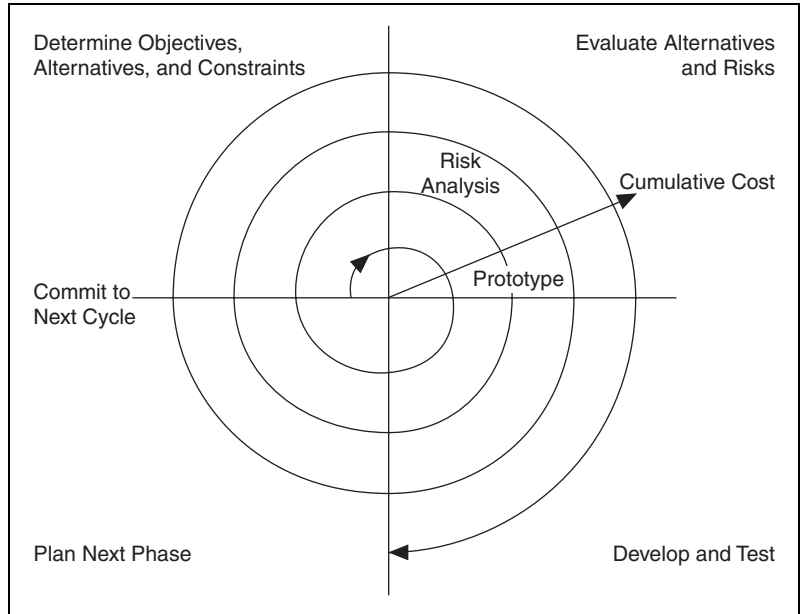 Determine Objectives,
Alternatives, and Constraints
Evaluate Alternatives
and Risks
Risk
Analysis
Cumulative Cost
Prototype
Commit to
Next Cycle
Plan Next Phase
Develop and Test